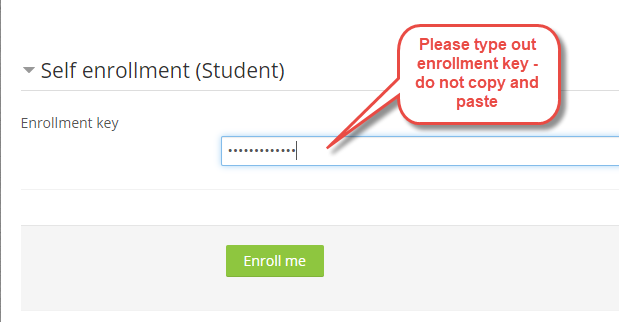 Please type out
enrollment key -
do not copy and
paste
Self enrollment (Student)
Enrollment key
•••••••••••••
Enroll me